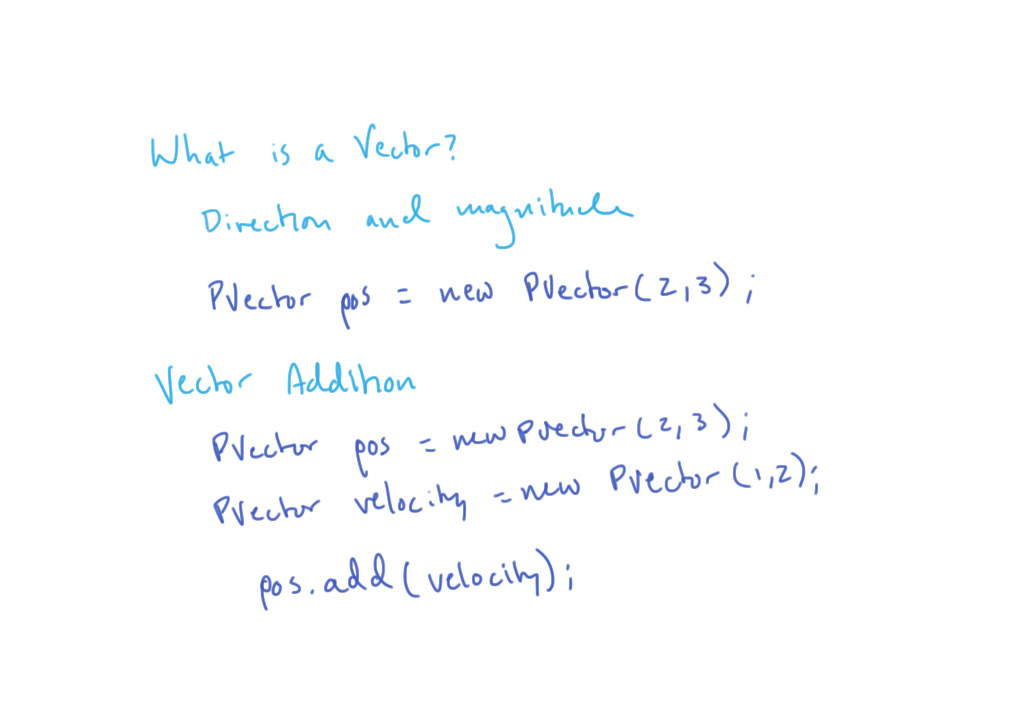 What is a Vector?
Direction and magnitude
PVector pos = new PVector(2,3);
Vector Addition
PVector pos = new PVector(2,3);
PVector velocity = new PVector(1,2);
pos.add(velocity);